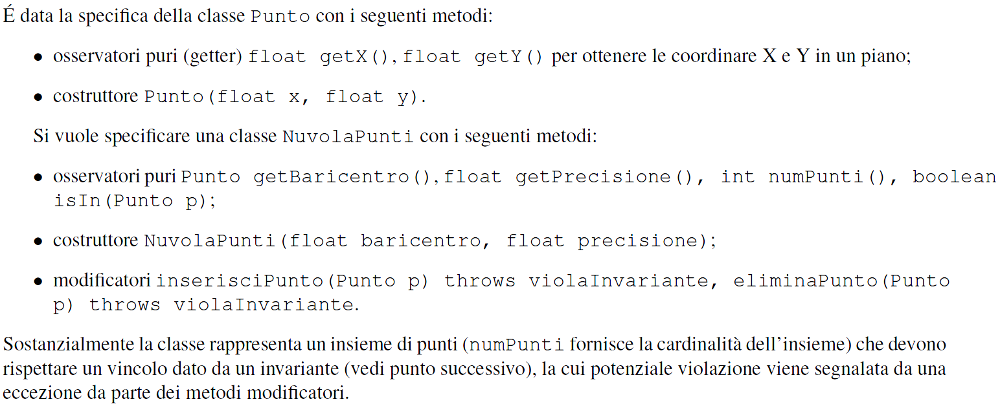 É data la specifica della classe Punto con i seguenti metodi:
• osservatori puri (getter) float getX(), float getY() per ottenere le coordinare X e Y in un piano;
• costruttore Punto(float x, float y).
Si vuole specificare una classe NuvolaPunti con i seguenti metodi:
• osservatori puri Punto getBaricentro(), float getPrecisione(), int numPunti(), boolean
isIn(Punto p);
• costruttore NuvolaPunti(float baricentro, float precisione);
• modificatori inserisciPunto(Punto p) throws violaInvariante, eliminaPunto(Punto
p) throws violaInvariante.
Sostanzialmente la classe rappresenta un insieme di punti (numPunti fornisce la cardinalità dell'insieme) che devono
rispettare un vincolo dato da un invariante (vedi punto successivo), la cui potenziale violazione viene segnalata da una
eccezione da parte dei metodi modificatori.